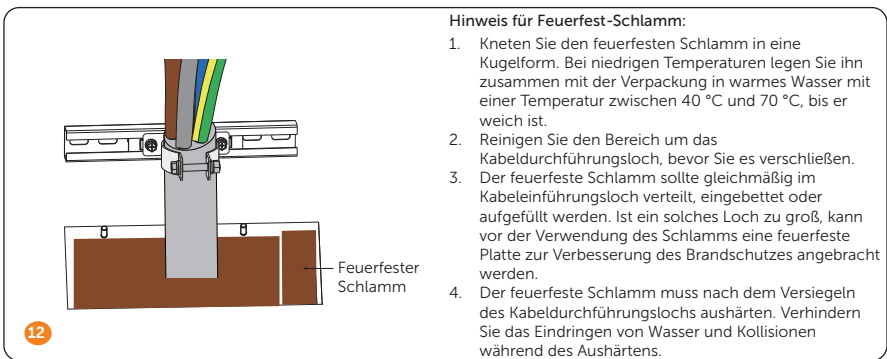 Hinweis für Feuerfest-Schlamm:
1. Kneten Sie den feuerfesten Schlamm in eine
Kugelform. Bei niedrigen Temperaturen legen Sie ihn
zusammen mit der Verpackung in warmes Wasser mit
einer Temperatur zwischen 40 °C und 70 °C, bis er
weich ist.
2. Reinigen Sie den Bereich um das
Kabeldurchführungsloch, bevor Sie es verschließen.
3. Der feuerfeste Schlamm sollte gleichmäßig im
Kabeleinführungsloch verteilt, eingebettet oder
aufgefüllt werden. Ist ein solches Loch zu groß, kann
vor der Verwendung des Schlamms eine feuerfeste
Platte zur Verbesserung des Brandschutzes angebracht
werden.
4. Der feuerfeste Schlamm muss nach dem Versiegeln
des Kabeldurchführungslochs aushärten. Verhindern
Sie das Eindringen von Wasser und Kollisionen
während des Aushärtens.
Feuerfester
Schlamm
12